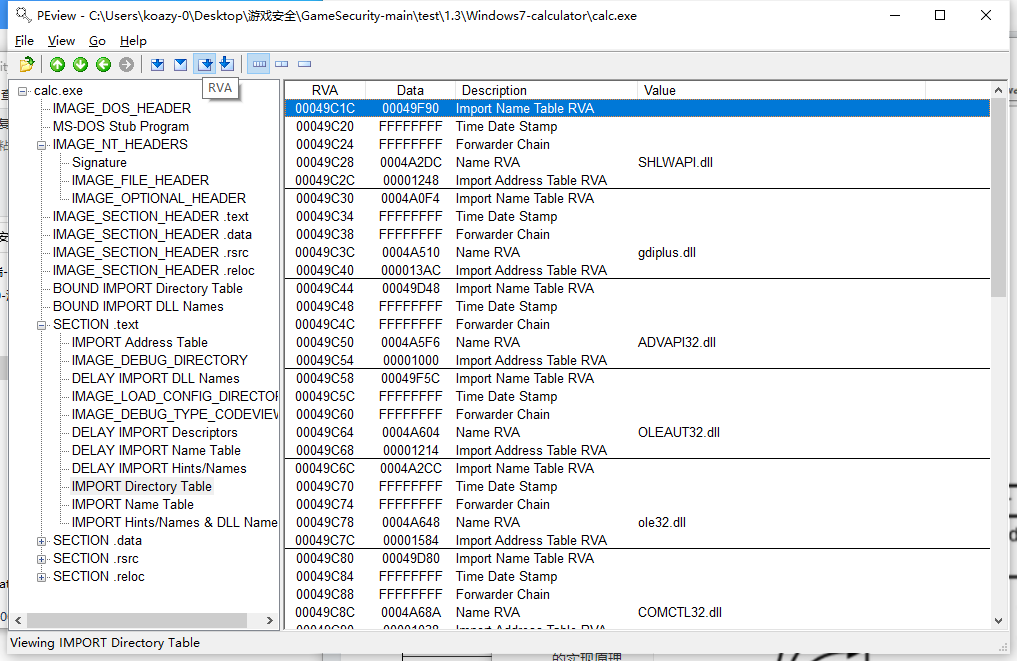 PEview - C:\Users\koazy-0\Desktop\游戏安全\GameSecurity-main\test\1.3\Windows7-calculator\calc.exe
File View Go Help
RVA
calc.exe
IMAGE_DOS_HEADER
MS-DOS Stub Program
IMAGE_NT_HEADERS
Signature
IMAGE_FILE_HEADER
IMAGE_OPTIONAL_HEADER
IMAGE_SECTION_HEADER .text
IMAGE_SECTION_HEADER .data
IMAGE_SECTION_HEADER .rsrc
IMAGE_SECTION_HEADER .reloc
BOUND IMPORT Directory Table
BOUND IMPORT DLL Names
SECTION .text
IMPORT Address Table
IMAGE_DEBUG_DIRECTORY
DELAY IMPORT DLL Names
IMAGE_LOAD_CONFIG_DIRECTOR
IMAGE_DEBUG_TYPE_CODEVIEW
DELAY IMPORT Descriptors
DELAY IMPORT Name Table
DELAY IMPORT Hints/Names
IMPORT Directory Table
IMPORT Name Table
IMPORT Hints/Names & DLL Name
SECTION .data
SECTION .rsrc
SECTION .reloc
RVA Data Description Value
00049C1C 00049F90 Import Name Table RVA
00049C20 FFFFFFFF Time Date Stamp
00049C24 FFFFFFFF Forwarder Chain
00049C28 0004A2DC Name RVA SHLWAPI.dll
00049C2C 00001248 Import Address Table RVA
00049C30 0004A0F4 Import Name Table RVA
00049C34 FFFFFFFF Time Date Stamp
00049C38 FFFFFFFF Forwarder Chain
00049C3C 0004A510 Name RVA gdiplus.dll
00049C40 000013AC Import Address Table RVA
00049C44 00049D48 Import Name Table RVA
00049C48 FFFFFFFF Time Date Stamp
00049C4C FFFFFFFF Forwarder Chain
00049C50 0004A5F6 Name RVA ADVAPI32.dll
00049C54 00001000 Import Address Table RVA
00049C58 00049F5C Import Name Table RVA
00049C5C FFFFFFFF Time Date Stamp
00049C60 FFFFFFFF Forwarder Chain
00049C64 0004A604 Name RVA OLEAUT32.dll
00049C68 00001214 Import Address Table RVA
00049C6C 0004A2CC Import Name Table RVA
00049C70 FFFFFFFF Time Date Stamp
00049C74 FFFFFFFF Forwarder Chain
00049C78 0004A648 Name RVA ole32.dll
00049C7C 00001584 Import Address Table RVA
00049C80 00049D80 Import Name Table RVA
00049C84 FFFFFFFF Time Date Stamp
00049C88 FFFFFFFF Forwarder Chain
00049C8C 0004A68A Name RVA COMCTL32.dll
00049C90 00001038 Import Address Table RVA
Viewing IMPORT Directory Table
的实现原理